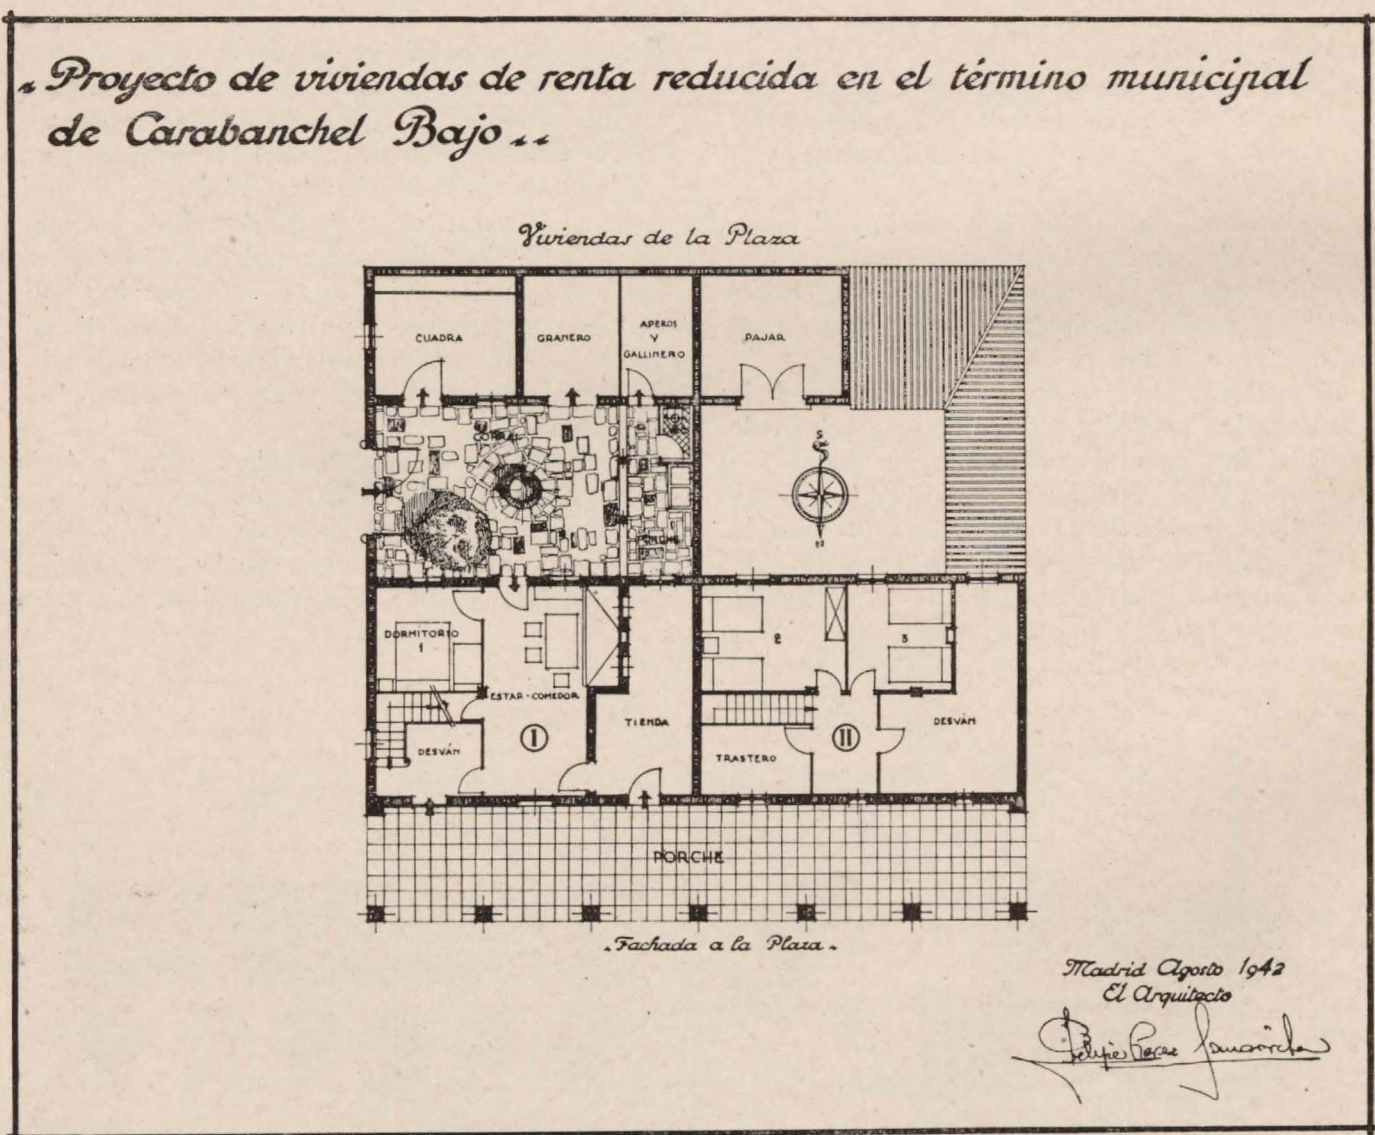 "Proyecto de viviendas de renta reducida en el término municipal
de Carabanchel Bajo"
Viviendas de la Plaza
CUADRA
GRANERO
APEROS
Y
GALLINERO
PAJAR
CORRAL
S
N
DORMITORIO
1
ESTAR-COMEDOR
I
DESVÁN
TIENDA
2
3
TRASTERO
II
DESVÁN
PORCHE
"Fachada a la Plaza"
Madrid Agosto 1942
El Arquitecto